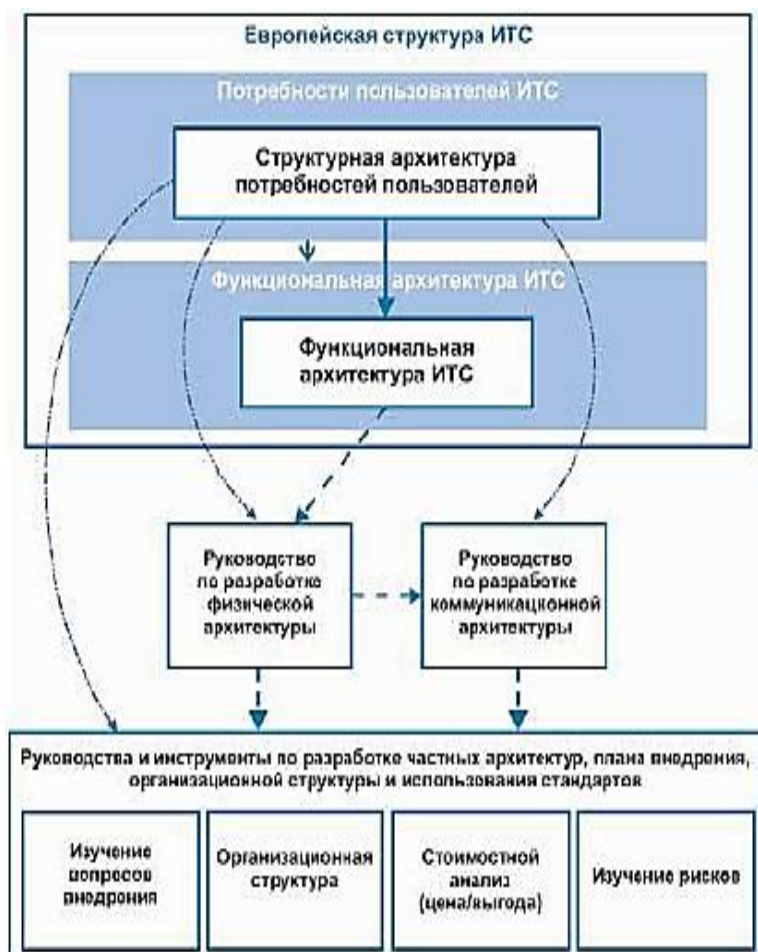 Европейская структура ИТС
Потребности пользователей ИТС
Структурная архитектура
потребностей пользователей
Функциональная архитектура ИТС
Функциональная
архитектура ИТС
Руководство
по разработке
физической
архитектуры
Руководство
по разработке
коммуникационной
архитектуры
Руководства и инструменты по разработке частных архитектур, плана внедрения,
организационной структуры и использования стандартов
Изучение
вопросов
внедрения
Организационная
структура
Стоимостной
анализ
(цена/выгода)
Изучение рисков